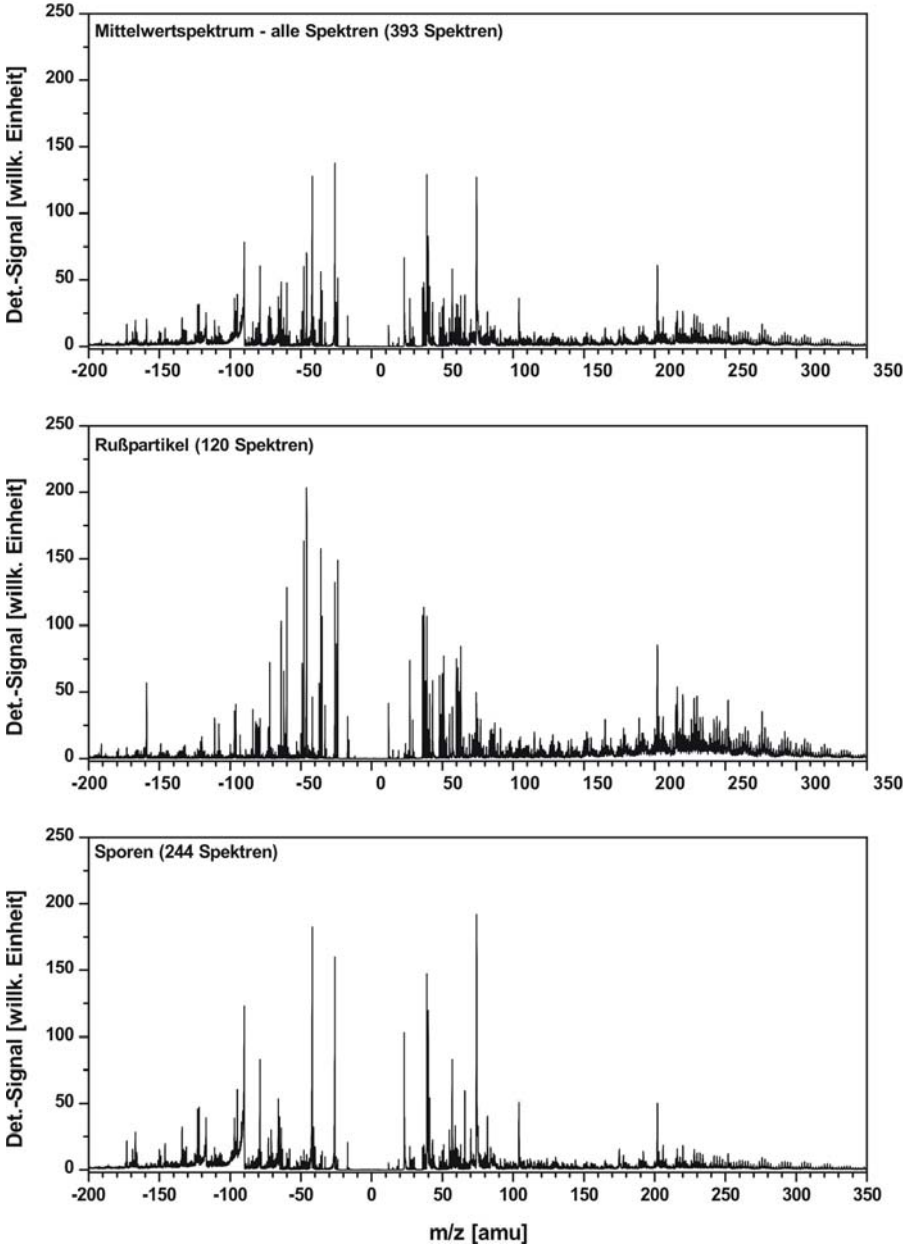 Mittelwertspektrum - alle Spektren (393 Spektren)
Det.-Signal [willk. Einheit]
250
200
150
100
50
0
-200 -150 -100 -50 0 50 100 150 200 250 300 350
Rußpartikel (120 Spektren)
Det.-Signal [willk. Einheit]
250
200
150
100
50
0
-200 -150 -100 -50 0 50 100 150 200 250 300 350
Sporen (244 Spektren)
Det.-Signal [willk. Einheit]
250
200
150
100
50
0
-200 -150 -100 -50 0 50 100 150 200 250 300 350
m/z [amu]